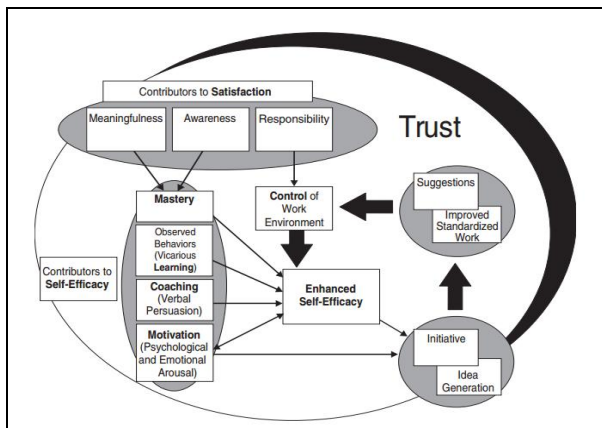 Contributors to Satisfaction
Meaningfulness
Awareness
Responsibility
Trust
Mastery
Observed
Behaviors
(Vicarious
Learning)
Coaching
(Verbal
Persuasion)
Motivation
(Psychological
and Emotional
Arousal)
Contributors to
Self-Efficacy
Control of
Work
Environment
Enhanced
Self-Efficacy
Suggestions
Improved
Standardized
Work
Initiative
Idea
Generation